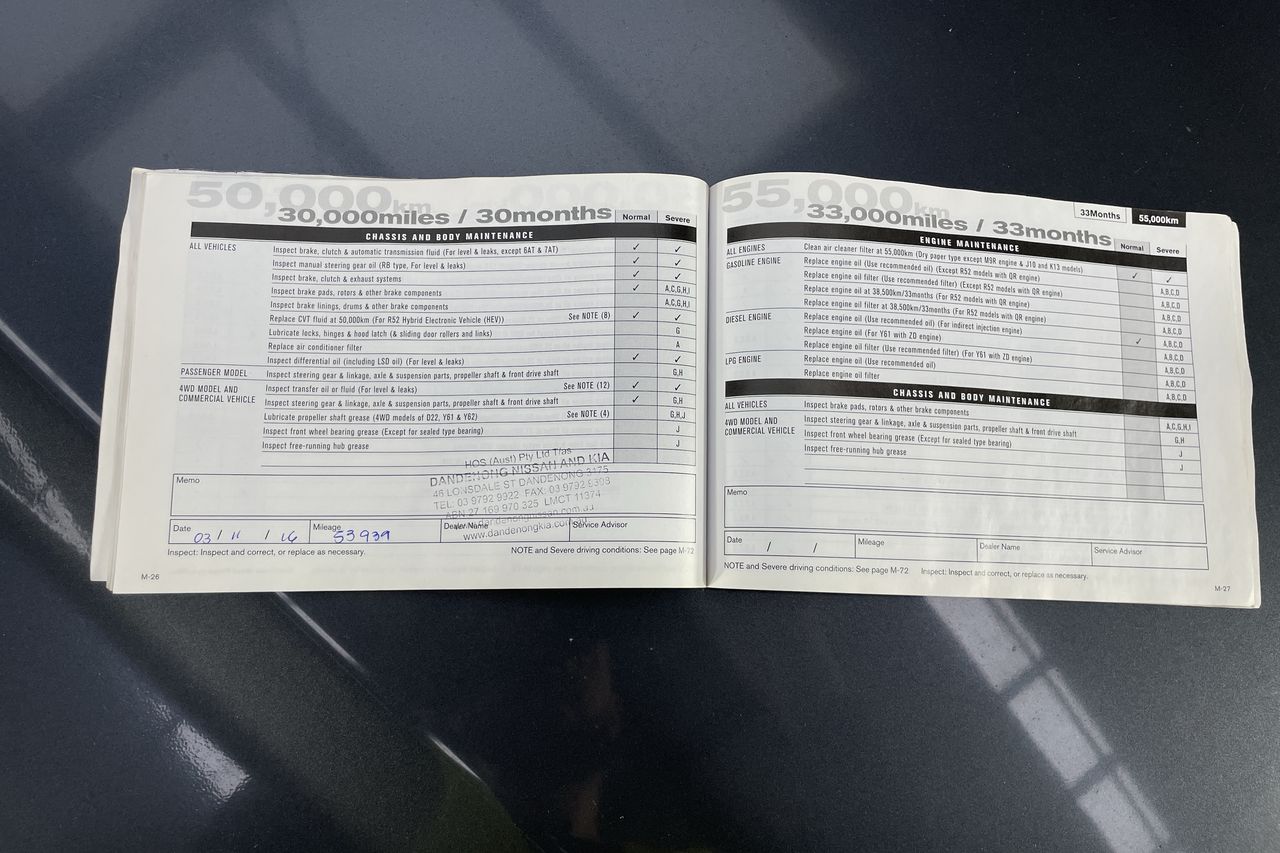 50,000km
30,000miles / 30months
Normal Severe
CHASSIS AND BODY MAINTENANCE
ALL VEHICLES Inspect brake, clutch & automatic transmission fluid (For level & leaks, except 6AT & 7AT) ✓ ✓
Inspect manual steering gear oil (RB type, For level & leaks) ✓ ✓
Inspect brake, clutch & exhaust systems ✓ ✓
Inspect brake pads, rotors & other brake components ✓ A,C,G,H,I
Inspect brake linings, drums & other brake components A,C,G,H,I
Replace CVT fluid at 50,000km (For R52 Hybrid Electronic Vehicle (HEV)) See NOTE (8) ✓ ✓
Lubricate locks, hinges & hood latch (& sliding door rollers and links) G
Replace air conditioner filter A
Inspect differential oil (including LSD oil) (For level & leaks) ✓ ✓
PASSENGER MODEL Inspect steering gear & linkage, axle & suspension parts, propeller shaft & front drive shaft G,H
4WD MODEL AND COMMERCIAL VEHICLE Inspect transfer oil or fluid (For level & leaks) See NOTE (12) ✓ ✓
Inspect steering gear & linkage, axle & suspension parts, propeller shaft & front drive shaft ✓ G,H
Lubricate propeller shaft grease (4WD models of D22, Y61 & Y62) See NOTE (4) G,H,J
Inspect front wheel bearing grease (Except for sealed type bearing) J
Inspect free-running hub grease J
HOS (Aust) Pty Ltd T/as
DANDENONG NISSAN AND KIA
46 LONSDALE ST DANDENONG 3175
TEL: 03 9792 9922 FAX: 03 9792 9308
ABN 27 169 970 325 LMCT 11374
www.dandenongnissan.com.au
www.dandenongkia.com.au
Memo
Date 03 / 11 / 16 Mileage 53939 Dealer Name Service Advisor
Inspect: Inspect and correct, or replace as necessary. NOTE and Severe driving conditions: See page M-72
M-26
55,000km
33,000miles / 33months
33Months 55,000km
Normal Severe
ENGINE MAINTENANCE
ALL ENGINES Clean air cleaner filter at 55,000km (Dry paper type except M9R engine & J10 and K13 models)
GASOLINE ENGINE Replace engine oil (Use recommended oil) (Except R52 models with QR engine) ✓ ✓
Replace engine oil filter (Use recommended filter) (Except R52 models with QR engine) A,B,C,D
Replace engine oil at 38,500km/33months (For R52 models with QR engine) A,B,C,D
Replace engine oil filter at 38,500km/33months (For R52 models with QR engine) A,B,C,D
DIESEL ENGINE Replace engine oil (Use recommended oil) (For indirect injection engine) A,B,C,D
Replace engine oil (For Y61 with ZD engine) ✓ A,B,C,D
Replace engine oil filter (Use recommended filter) (For Y61 with ZD engine) A,B,C,D
LPG ENGINE Replace engine oil (Use recommended oil) A,B,C,D
Replace engine oil filter A,B,C,D
CHASSIS AND BODY MAINTENANCE
ALL VEHICLES Inspect brake pads, rotors & other brake components A,C,G,H,I
4WD MODEL AND COMMERCIAL VEHICLE Inspect steering gear & linkage, axle & suspension parts, propeller shaft & front drive shaft G,H
Inspect front wheel bearing grease (Except for sealed type bearing) J
Inspect free-running hub grease J
Memo
Date / / Mileage Dealer Name Service Advisor
NOTE and Severe driving conditions: See page M-72 Inspect: Inspect and correct, or replace as necessary.
M-27